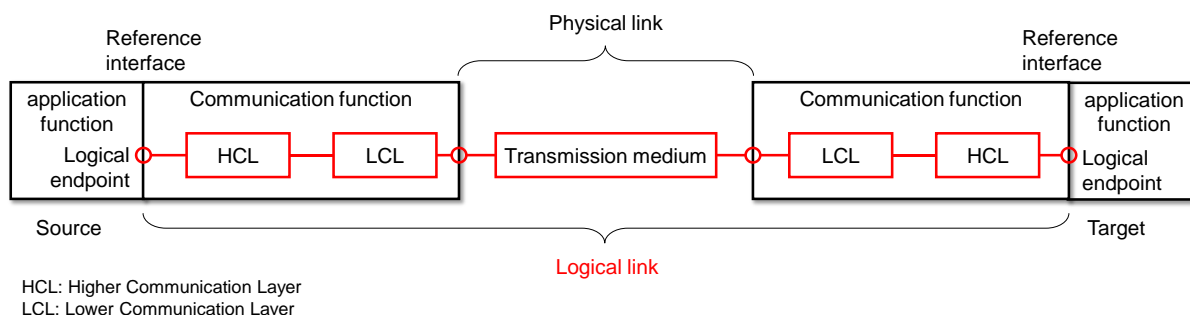 Physical link
Reference
interface
Reference
interface
application
function
Logical
endpoint
Communication function
HCL
LCL
Transmission medium
Communication function
LCL
HCL
application
function
Logical
endpoint
Source
Target
Logical link
HCL: Higher Communication Layer
LCL: Lower Communication Layer